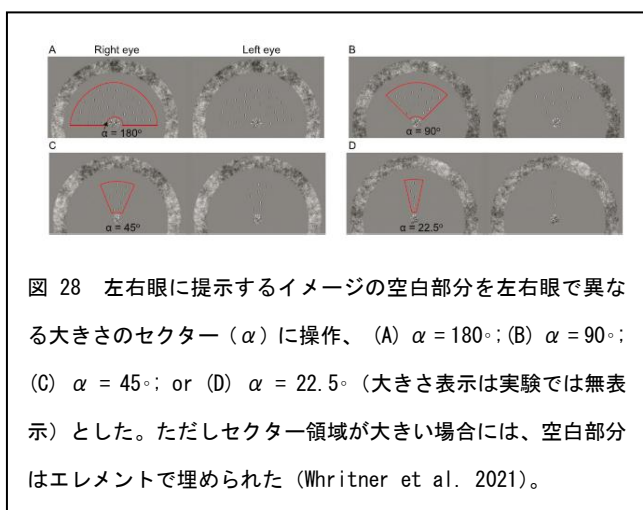 A Right eye Left eye B
α = 180° α = 90°
C D
α = 45° α = 22.5°
図 28 左右眼に提示するイメージの空白部分を左右眼で異な
る大きさのセクター（α）に操作、 (A) α = 180◦; (B) α = 90◦;
(C) α = 45◦; or (D) α = 22.5◦ （大きさ表示は実験では無表
示）とした。ただしセクター領域が大きい場合には、空白部分
はエレメントで埋められた (Whritner et al. 2021)。